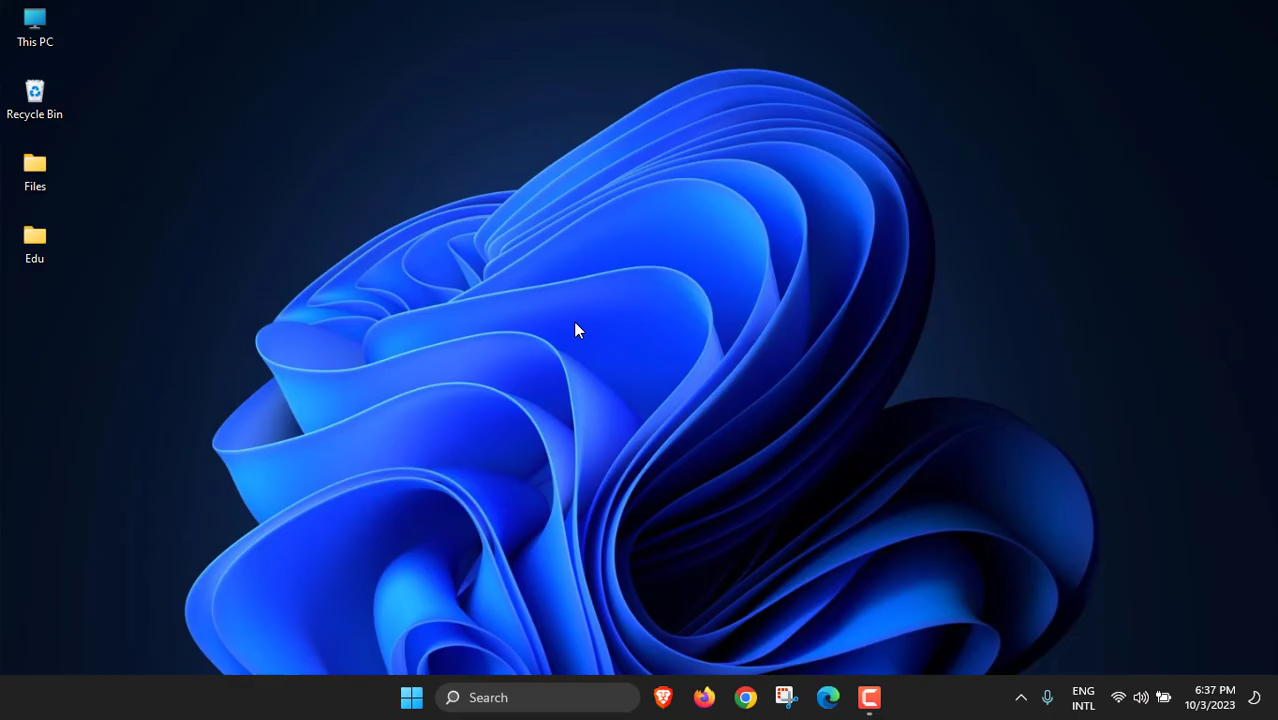 This PC
Recycle Bin
Files
Edu
Search
ENG
INTL
6:37 PM
10/3/2023